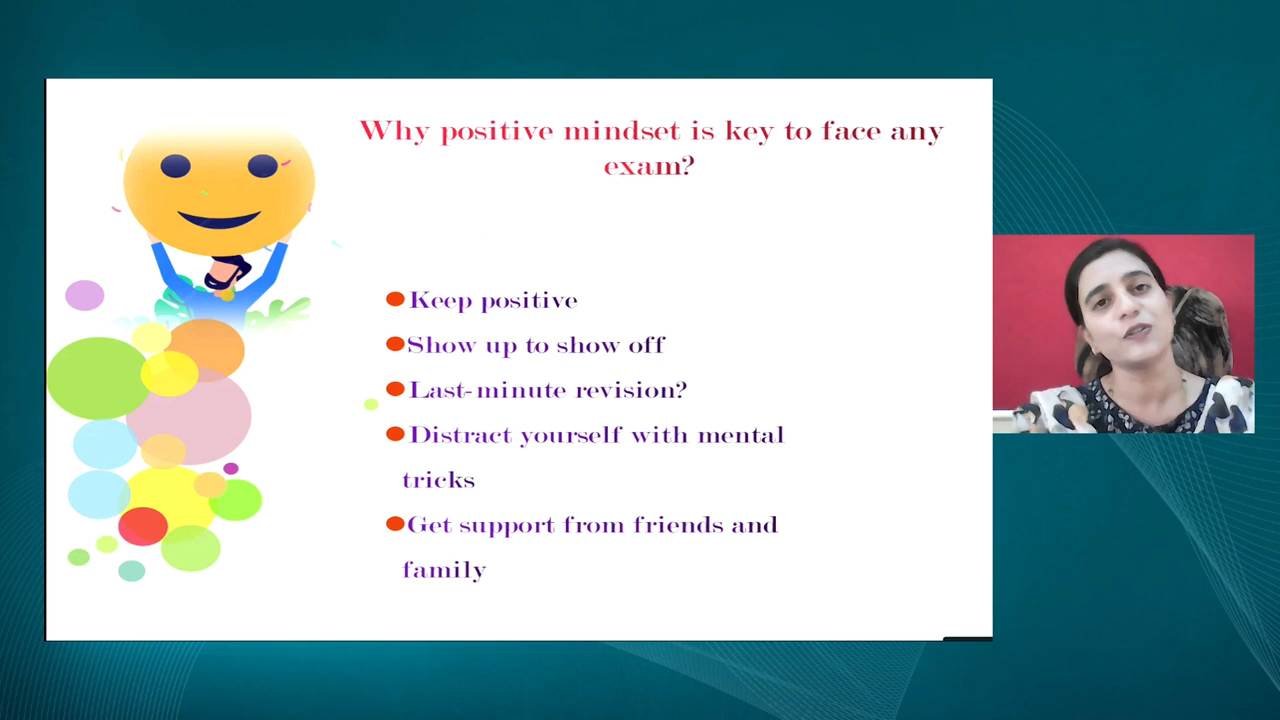 Why positive mindset is key to face any
exam?
Keep positive
Show up to show off
Last-minute revision?
Distract yourself with mental
tricks
Get support from friends and
family